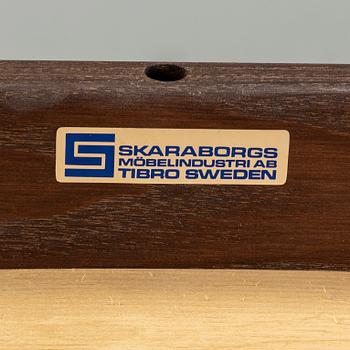 SKARABORGS
MÖBELINDUSTRI AB
TIBRO SWEDEN